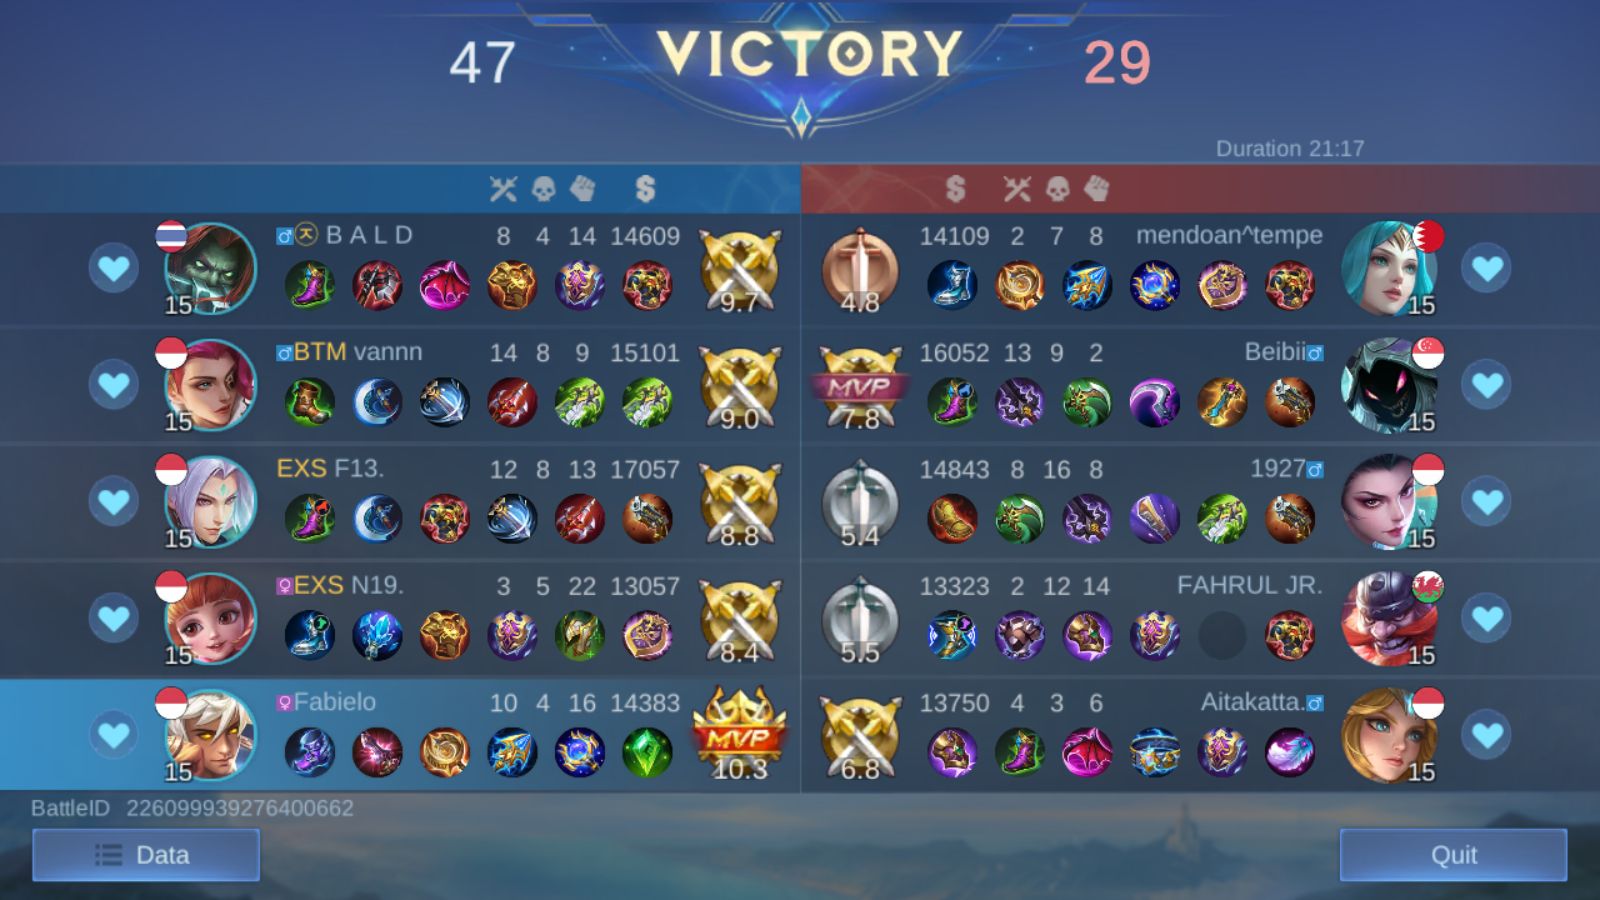 47 VICTORY 29
Duration 21:17
B A L D 8 4 14 14609
15 9.7
14109 2 7 8 mendoan^tempe
4.8 15
BTM vannn 14 8 9 15101
15 9.0
16052 13 9 2 Beibii
MVP
7.8 15
EXS F13. 12 8 13 17057
15 8.8
14843 8 16 8 1927
5.4 15
EXS N19. 3 5 22 13057
15 8.4
13323 2 12 14 FAHRUL JR.
5.5 15
Fabielo 10 4 16 14383
MVP
15 10.3
13750 4 3 6 Aitakatta.
6.8 15
BattleID 226099939276400662
Data
Quit